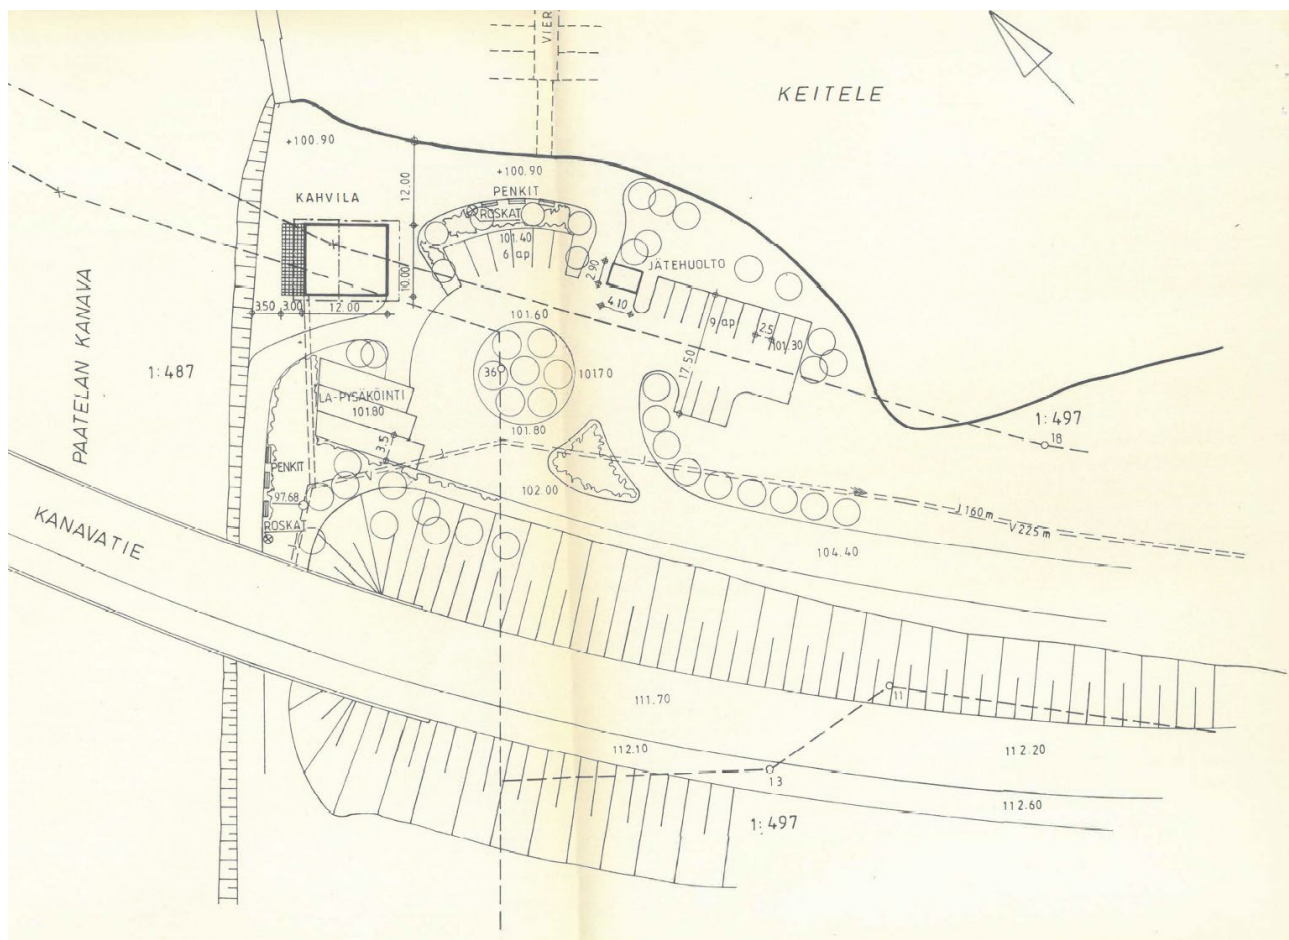 VIER
KEITELE
+100.90
+100.90
PENKIT
ROSKAT
101.40
6 ap
12.00
KAHVILA
10.00
3.50
3.00
12.00
2.90
JÄTEHUOLTO
4.10
9 ap
2.5
101.30
17.50
101.60
36
10170
101.80
PAATELAN KANAVA
1:487
LA-PYSÄKÖINTI
101.80
3.5
1:497
18
PENKIT
97.68
ROSKAT
102.00
J 160 m
V 225 m
104.40
KANAVATIE
111.70
11
112.10
112.20
13
112.60
1:497